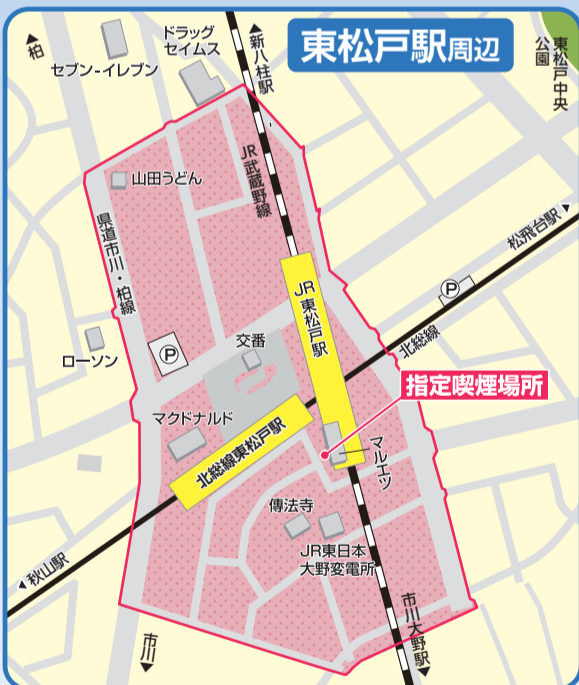 東松戸駅周辺
▲柏
セブン-イレブン
ドラッグ
セイムス
▲新八柱駅
東松戸中央
公園
山田うどん
JR武蔵野線
県道市川・柏線
松飛台駅▶
P
JR東松戸駅
北総線
ローソン
P
交番
指定喫煙場所
マクドナルド
北総線東松戸駅
マルエツ
傳法寺
JR東日本
大野変電所
◀秋山駅
市川▼
市川大野駅▼